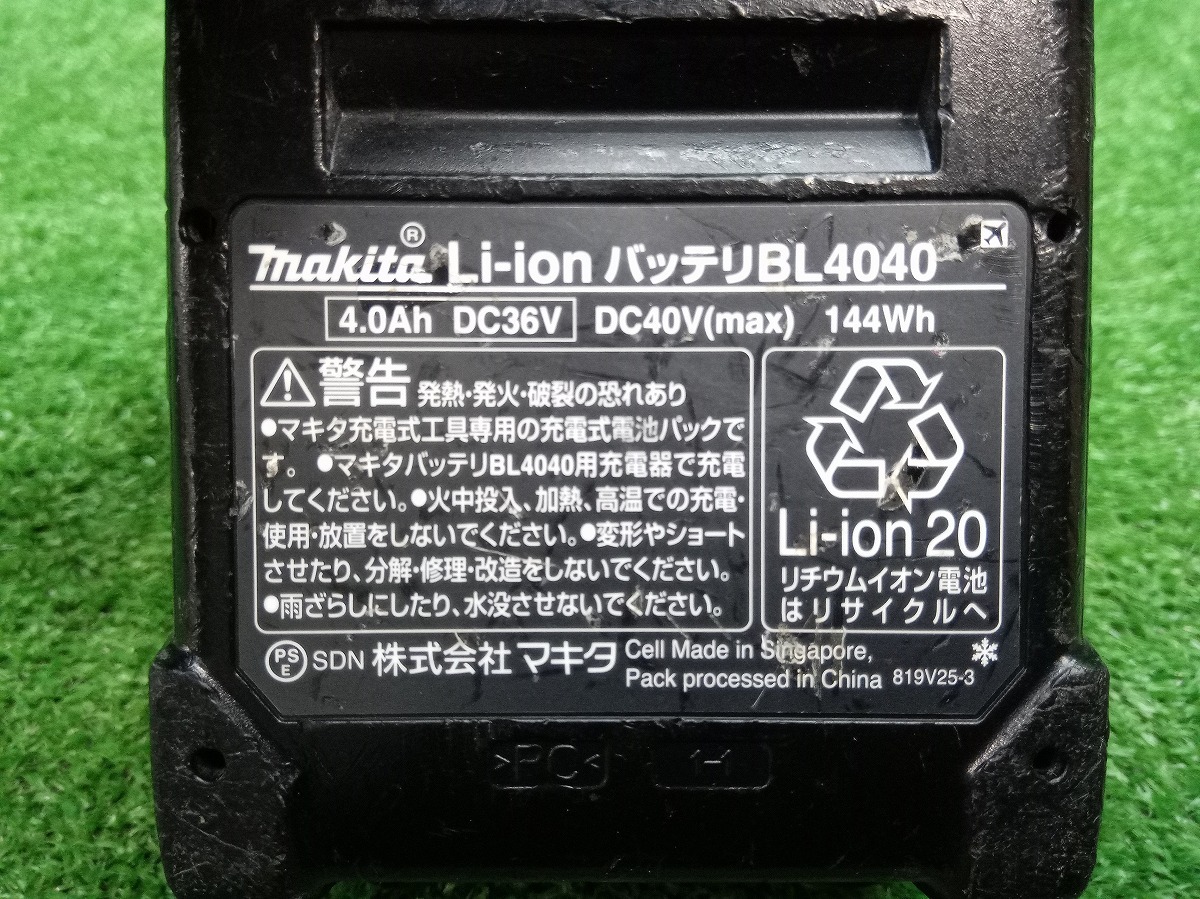 makita® Li-ion バッテリBL4040
4.0Ah DC36V DC40V(max) 144Wh
警告 発熱・発火・破裂の恐れあり
●マキタ充電式工具専用の充電式電池パックで
す。●マキタバッテリBL4040用充電器で充電
してください。●火中投入、加熱、高温での充電・
使用・放置をしないでください。●変形やショート
させたり、分解・修理・改造をしないでください。
●雨ざらしにしたり、水没させないでください。
Li-ion 20
リチウムイオン電池
はリサイクルへ
PSE SDN 株式会社マキタ
Cell Made in Singapore,
Pack processed in China 819V25-3
>PC< 1-1